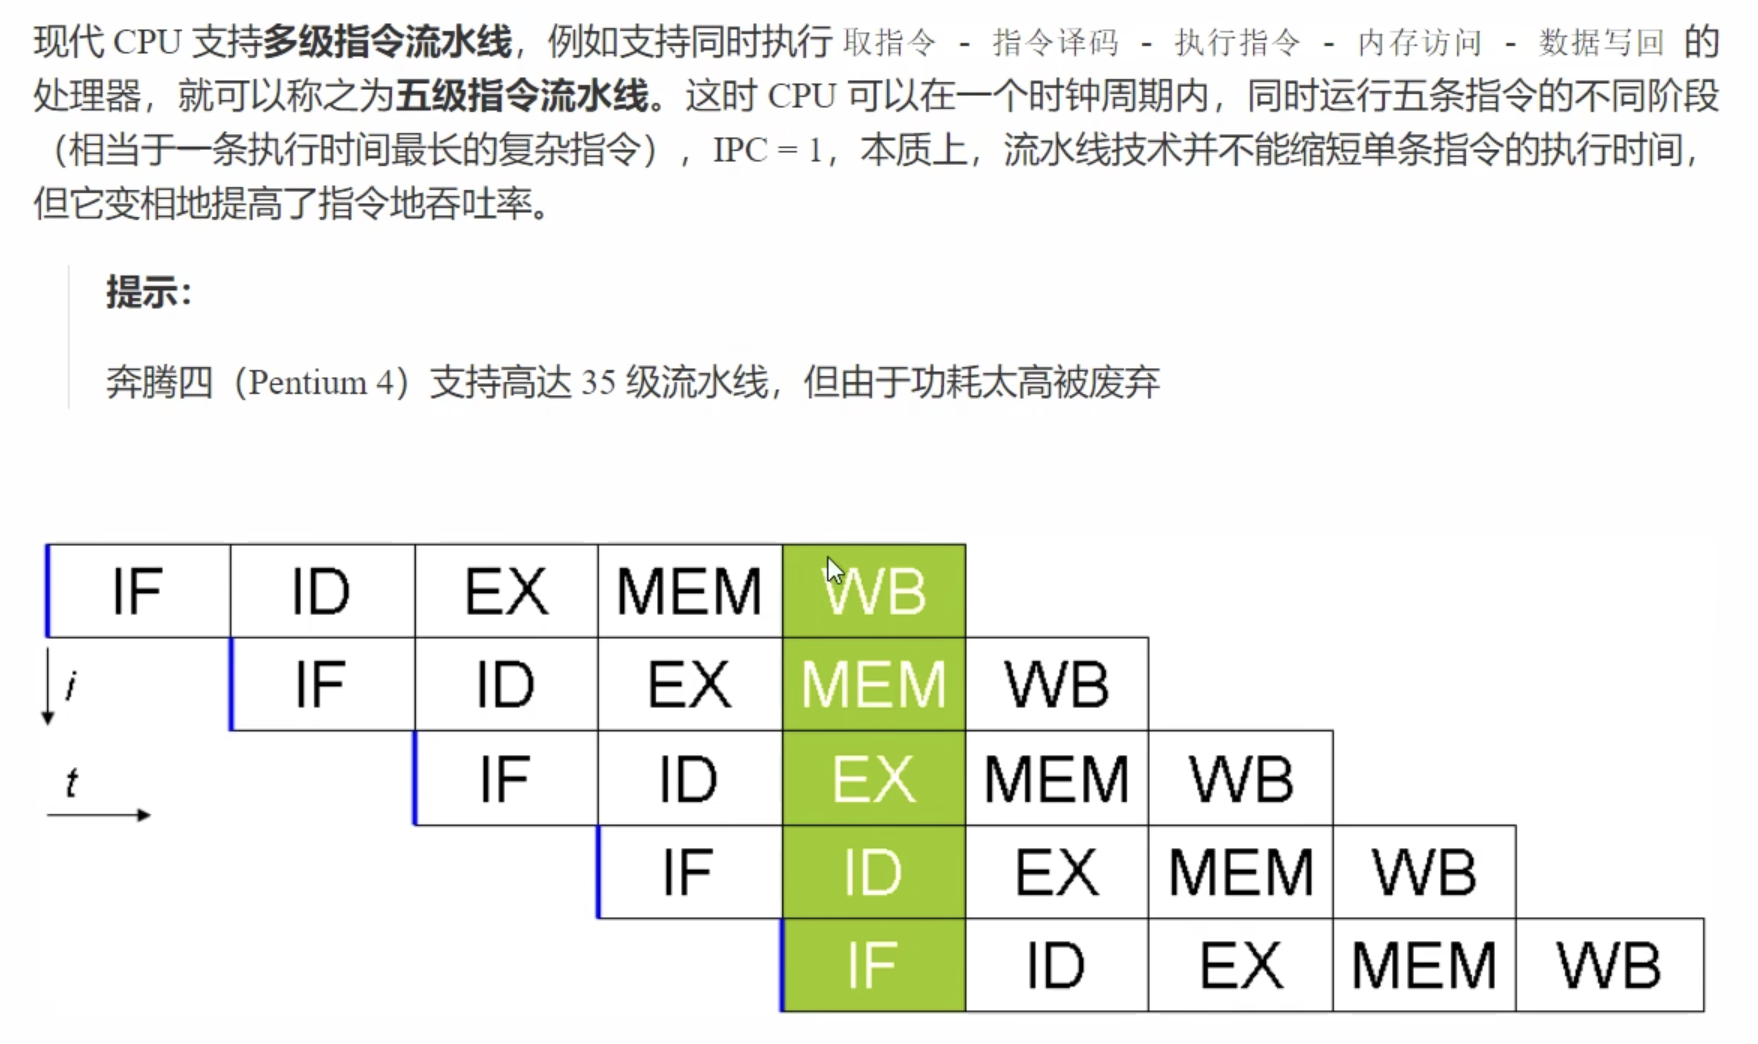 现代 CPU 支持多级指令流水线，例如支持同时执行 取指令 - 指令译码 - 执行指令 - 内存访问 - 数据写回 的
处理器，就可以称之为五级指令流水线。这时 CPU 可以在一个时钟周期内，同时运行五条指令的不同阶段
（相当于一条执行时间最长的复杂指令），IPC = 1，本质上，流水线技术并不能缩短单条指令的执行时间，
但它变相地提高了指令地吞吐率。
提示：
奔腾四（Pentium 4）支持高达 35 级流水线，但由于功耗太高被废弃
IF ID EX MEM WB
i
IF ID EX MEM WB
t
IF ID EX MEM WB
IF ID EX MEM WB
IF ID EX MEM WB